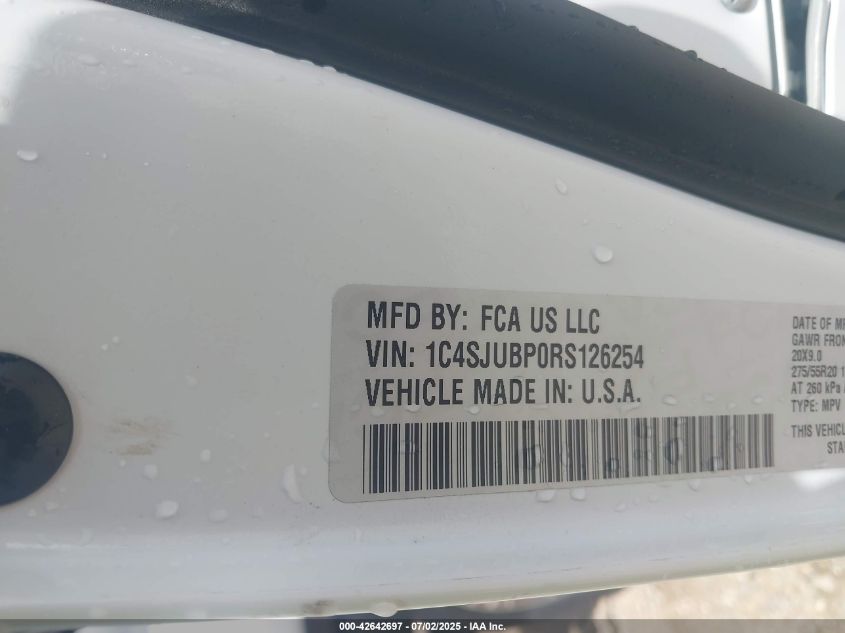 MFD BY: FCA US LLC
VIN: 1C4SJUBP0RS126254
VEHICLE MADE IN: U.S.A.
DATE OF
GAWR FRON
20X9.0
275/55R20
AT 260 kPa
TYPE: MPV
THIS VEHICL
STA
000-42642697 - 07/02/2025 - IAA Inc.